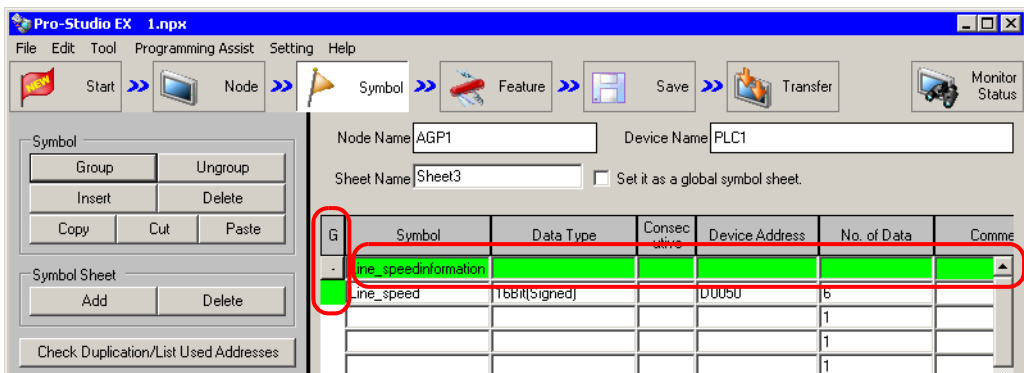 Pro-Studio EX 1.npx
File Edit Tool Programming Assist Setting Help
NEW Start Node Symbol Feature Save Transfer Monitor Status
Symbol
Group Ungroup
Insert Delete
Copy Cut Paste
Symbol Sheet
Add Delete
Check Duplication/List Used Addresses
Node Name AGP1 Device Name PLC1
Sheet Name Sheet3 Set it as a global symbol sheet.
G Symbol Data Type Consecutive Device Address No. of Data Comme
- Line_speedinformation
Line_speed 16Bit(Signed) D0050 6
1
1
1